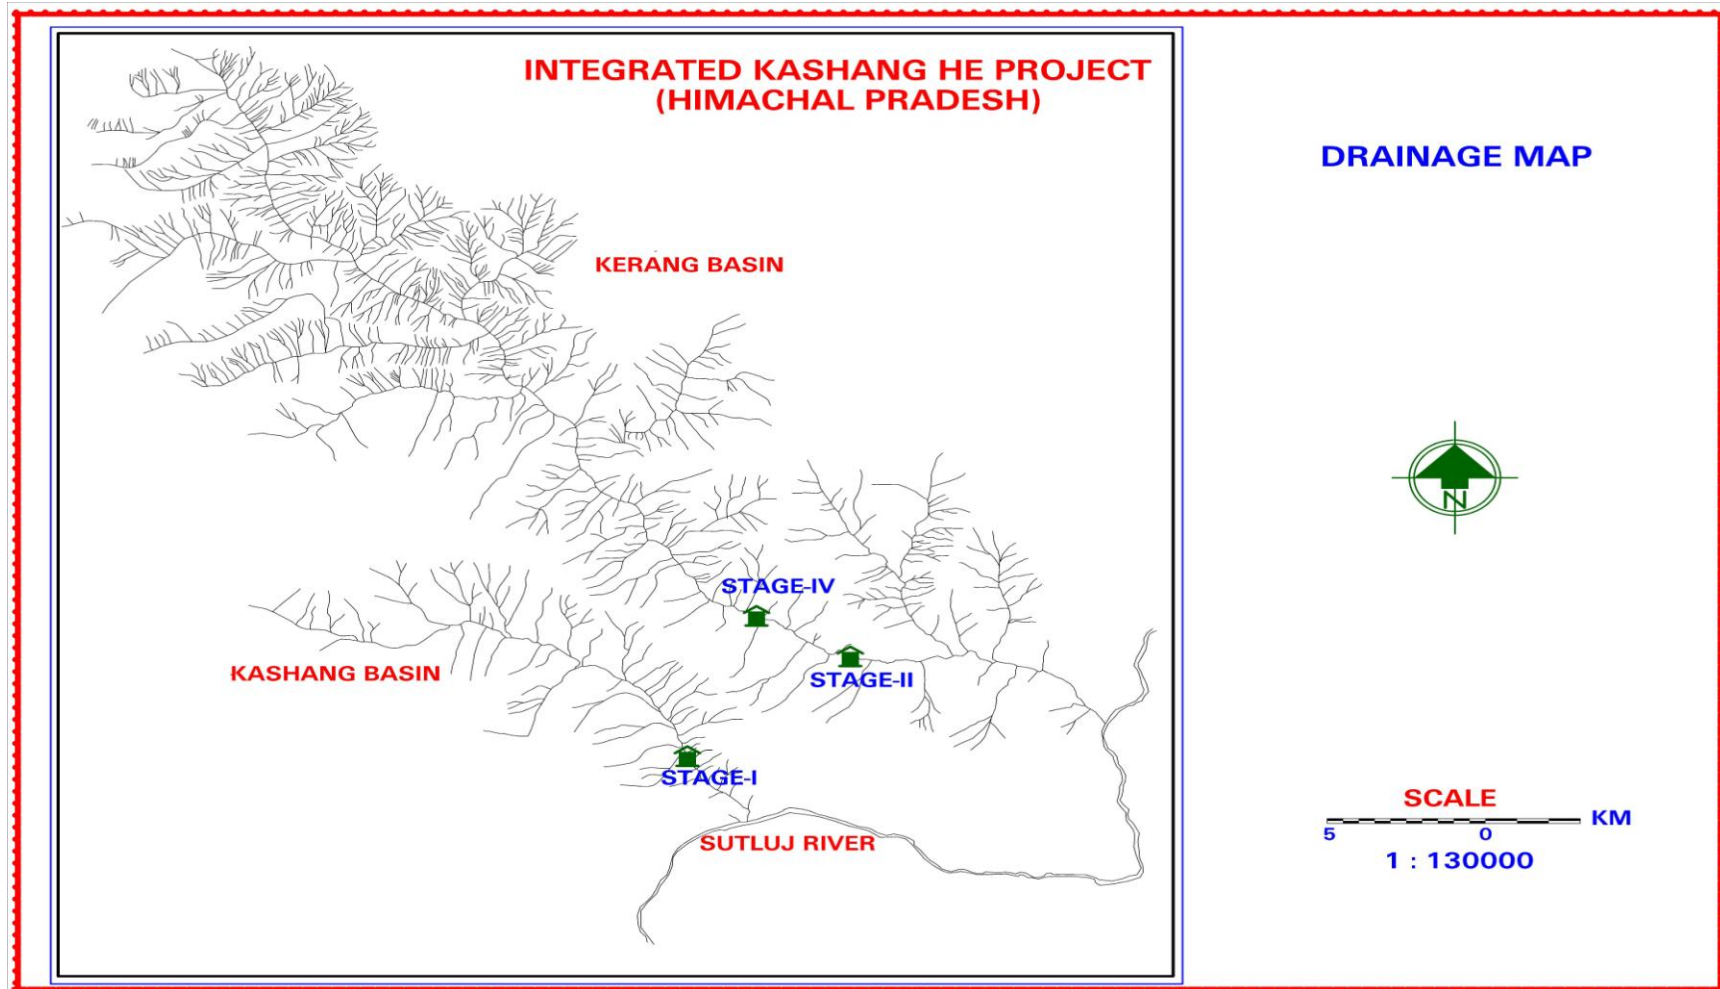 INTEGRATED KASHANG HE PROJECT
(HIMACHAL PRADESH)
DRAINAGE MAP
KERANG BASIN
N
STAGE-IV
KASHANG BASIN
STAGE-II
STAGE-I
SUTLUJ RIVER
SCALE
KM
5 0
1 : 130000